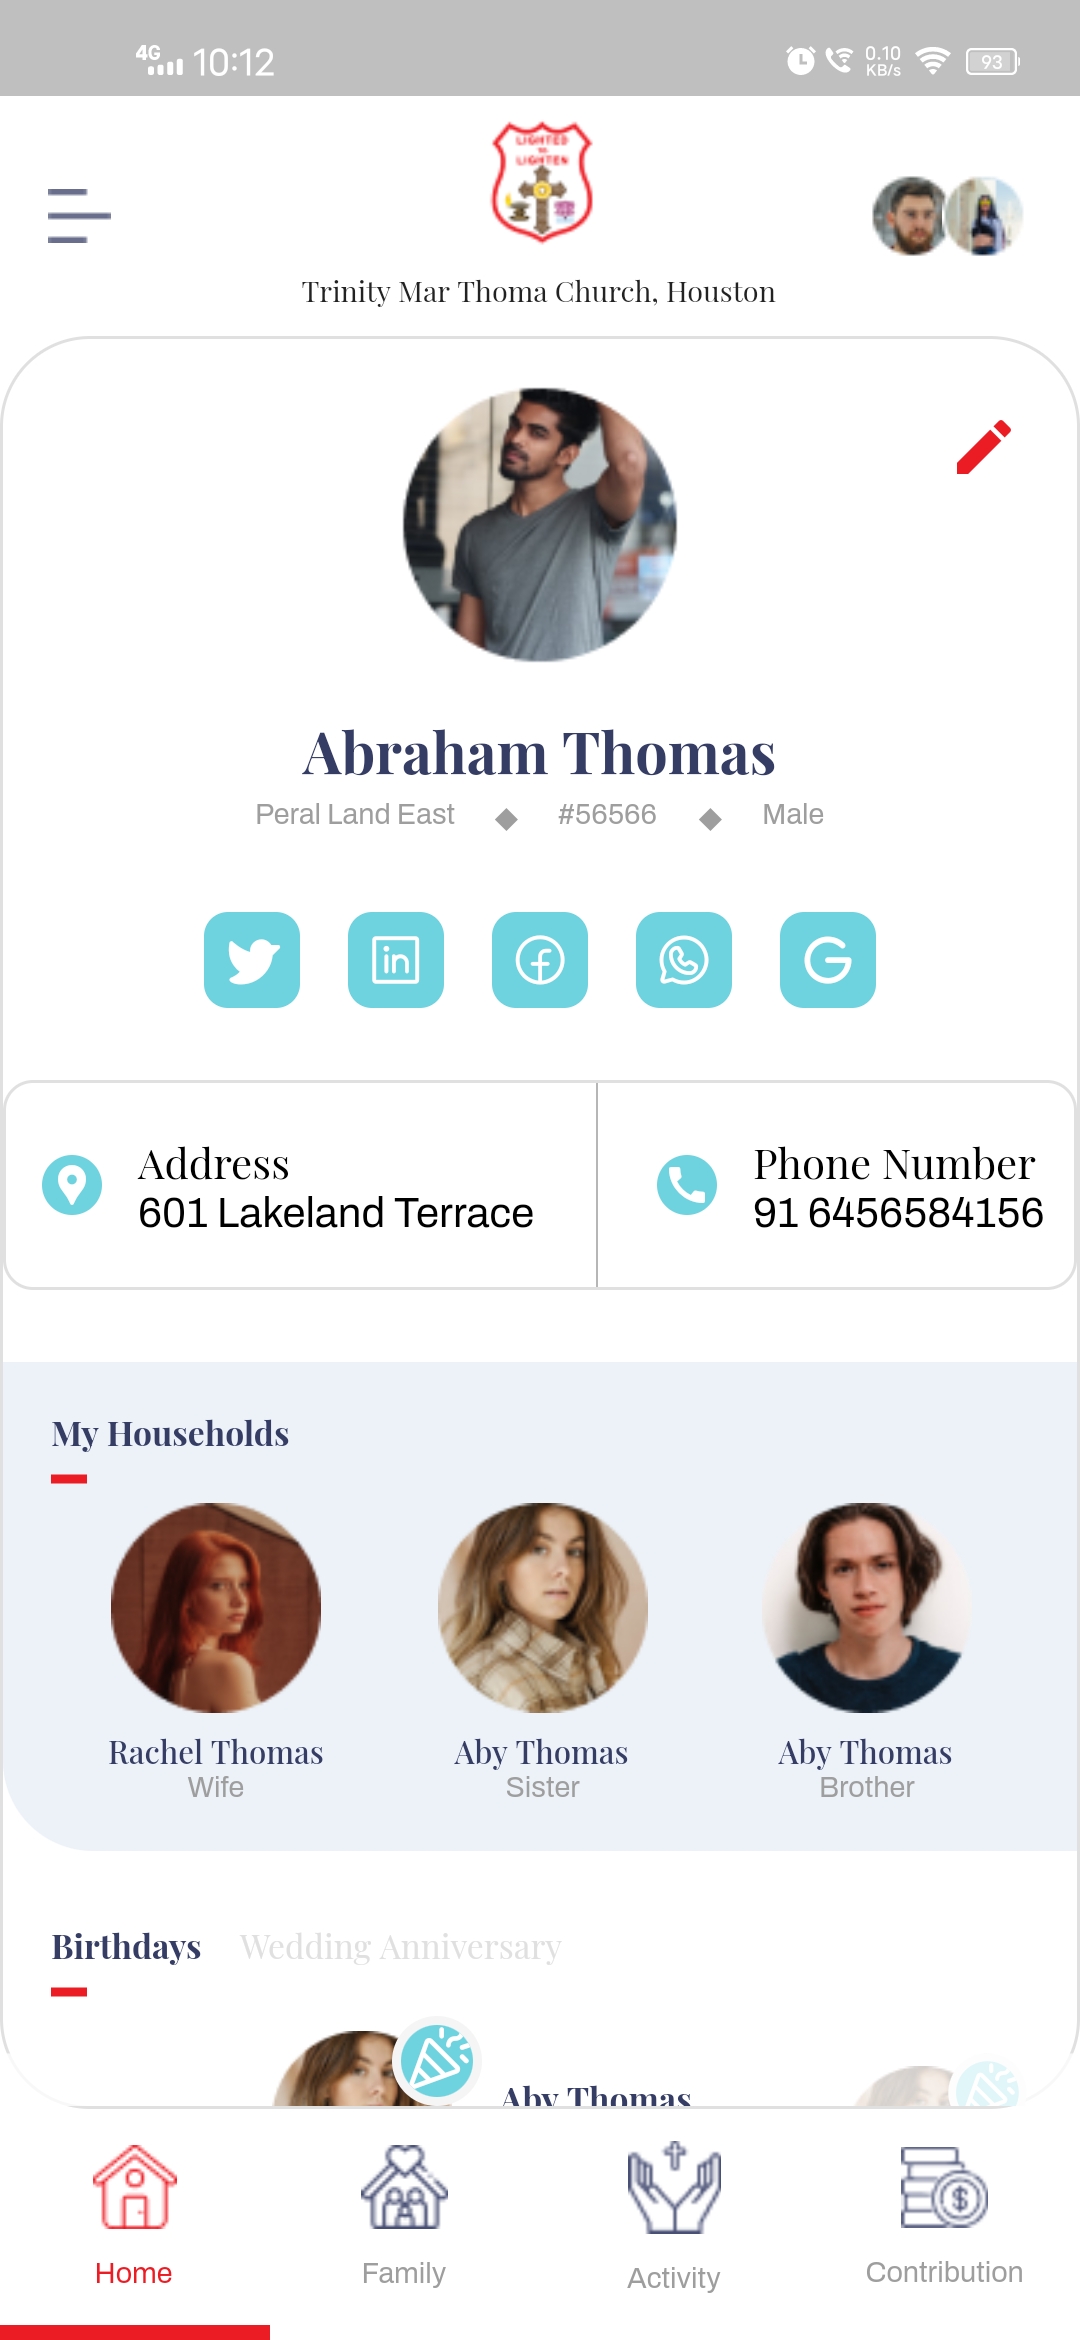 4G 10:12 0.10 KB/s 93
LIGHTED
TO
LIGHTEN
Trinity Mar Thoma Church, Houston
Abraham Thomas
Peral Land East ◆ #56566 ◆ Male
in
Address
601 Lakeland Terrace
Phone Number
91 6456584156
My Households
Rachel Thomas
Wife
Aby Thomas
Sister
Aby Thomas
Brother
Birthdays Wedding Anniversary
Aby Thomas
Home Family Activity Contribution